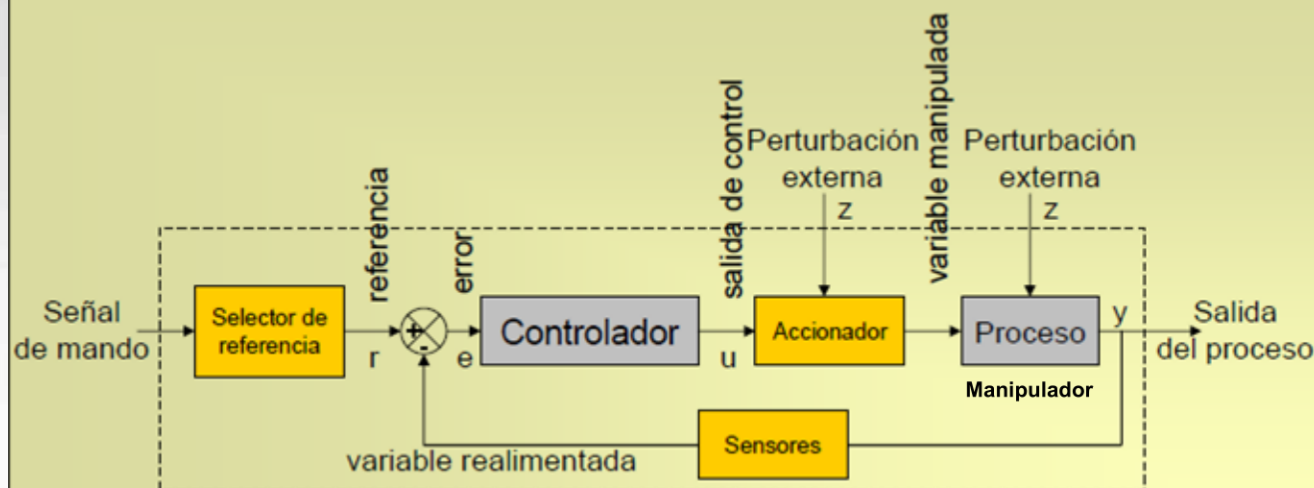 referencia
error
salida de control
variable manipulada
Perturbación
externa
z
Perturbación
externa
z
Señal
de mando
Selector de
referencia
r
+
-
e
Controlador
u
Accionador
Proceso
Manipulador
y
Salida
del proceso
Sensores
variable realimentada